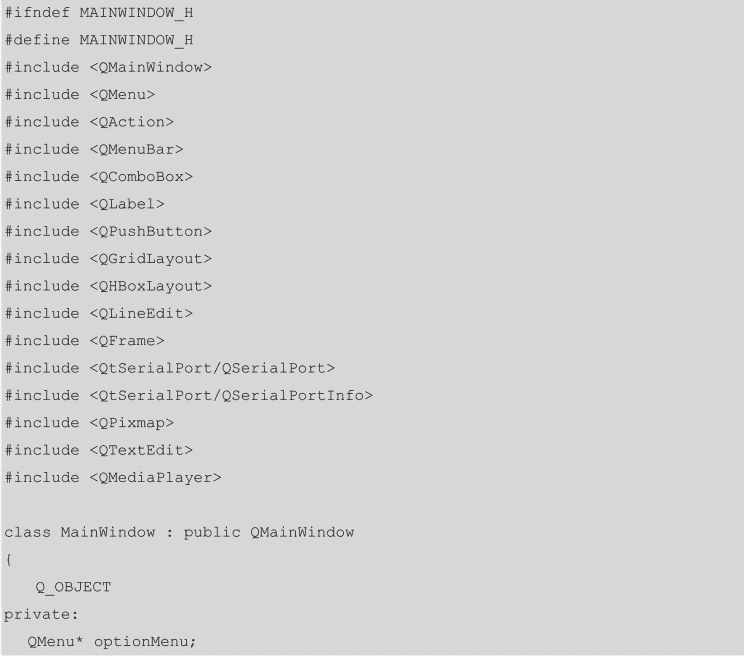 #ifndef MAINWINDOW_H
#define MAINWINDOW_H
#include <QMainWindow>
#include <QMenu>
#include <QAction>
#include <QMenuBar>
#include <QComboBox>
#include <QLabel>
#include <QPushButton>
#include <QGridLayout>
#include <QHBoxLayout>
#include <QLineEdit>
#include <QFrame>
#include <QtSerialPort/QSerialPort>
#include <QtSerialPort/QSerialPortInfo>
#include <QPixmap>
#include <QTextEdit>
#include <QMediaPlayer>

class MainWindow : public QMainWindow
{
    Q_OBJECT
private:
   QMenu* optionMenu;